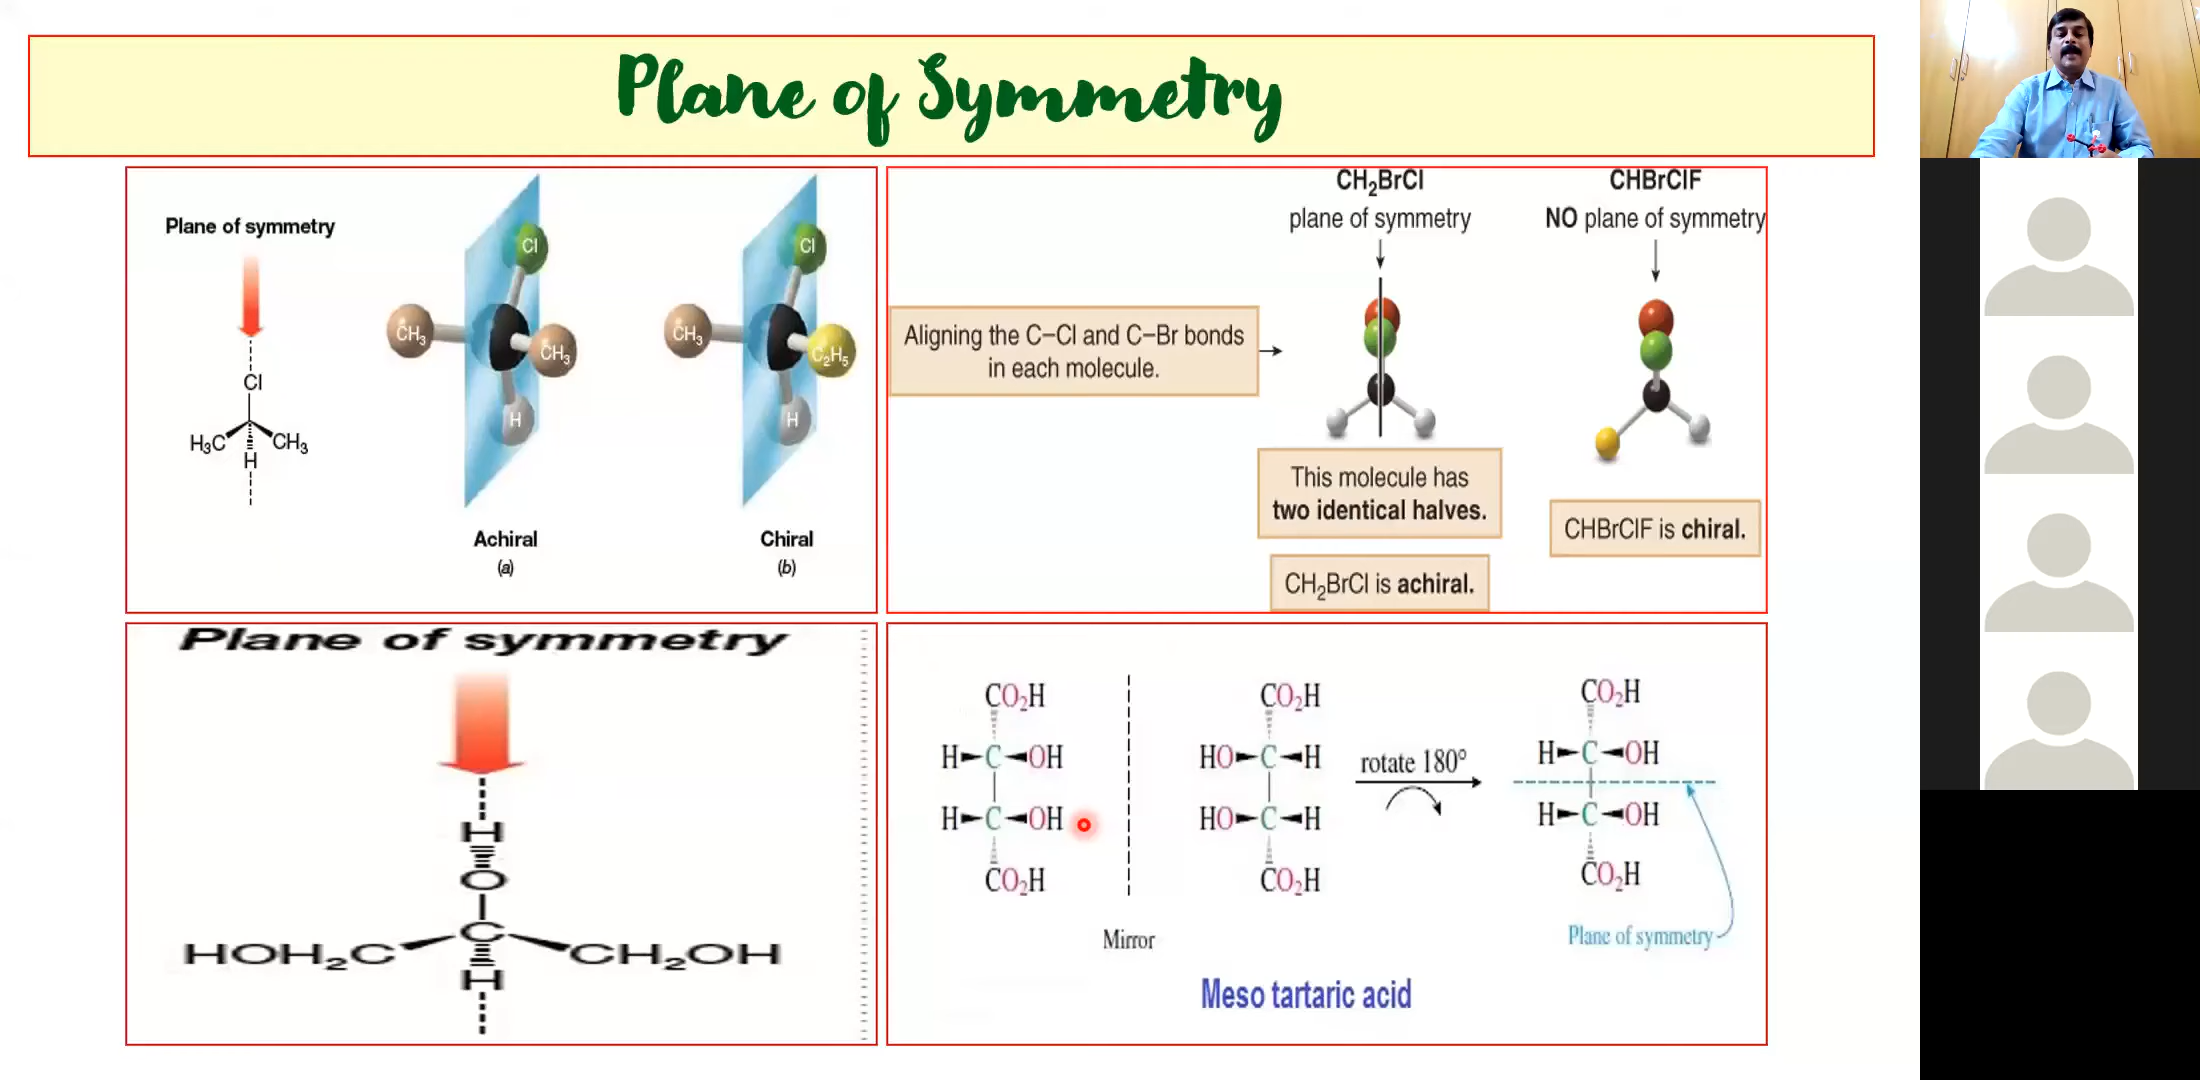 Plane of Symmetry
Plane of symmetry
Cl
H₃C CH₃
H
Cl
CH₃
CH₃
H
Achiral
(a)
Cl
CH₃
C₂H₅
H
Chiral
(b)
CH₂BrCl
plane of symmetry
CHBrClF
NO plane of symmetry
Aligning the C–Cl and C–Br bonds
in each molecule.
This molecule has
two identical halves.
CH₂BrCl is achiral.
CHBrClF is chiral.
Plane of symmetry
H
O
C
HOH₂C CH₂OH
H
CO₂H
H C OH
H C OH
CO₂H
Mirror
CO₂H
HO C H
HO C H
CO₂H
rotate 180°
CO₂H
H C OH
H C OH
CO₂H
Plane of symmetry
Meso tartaric acid